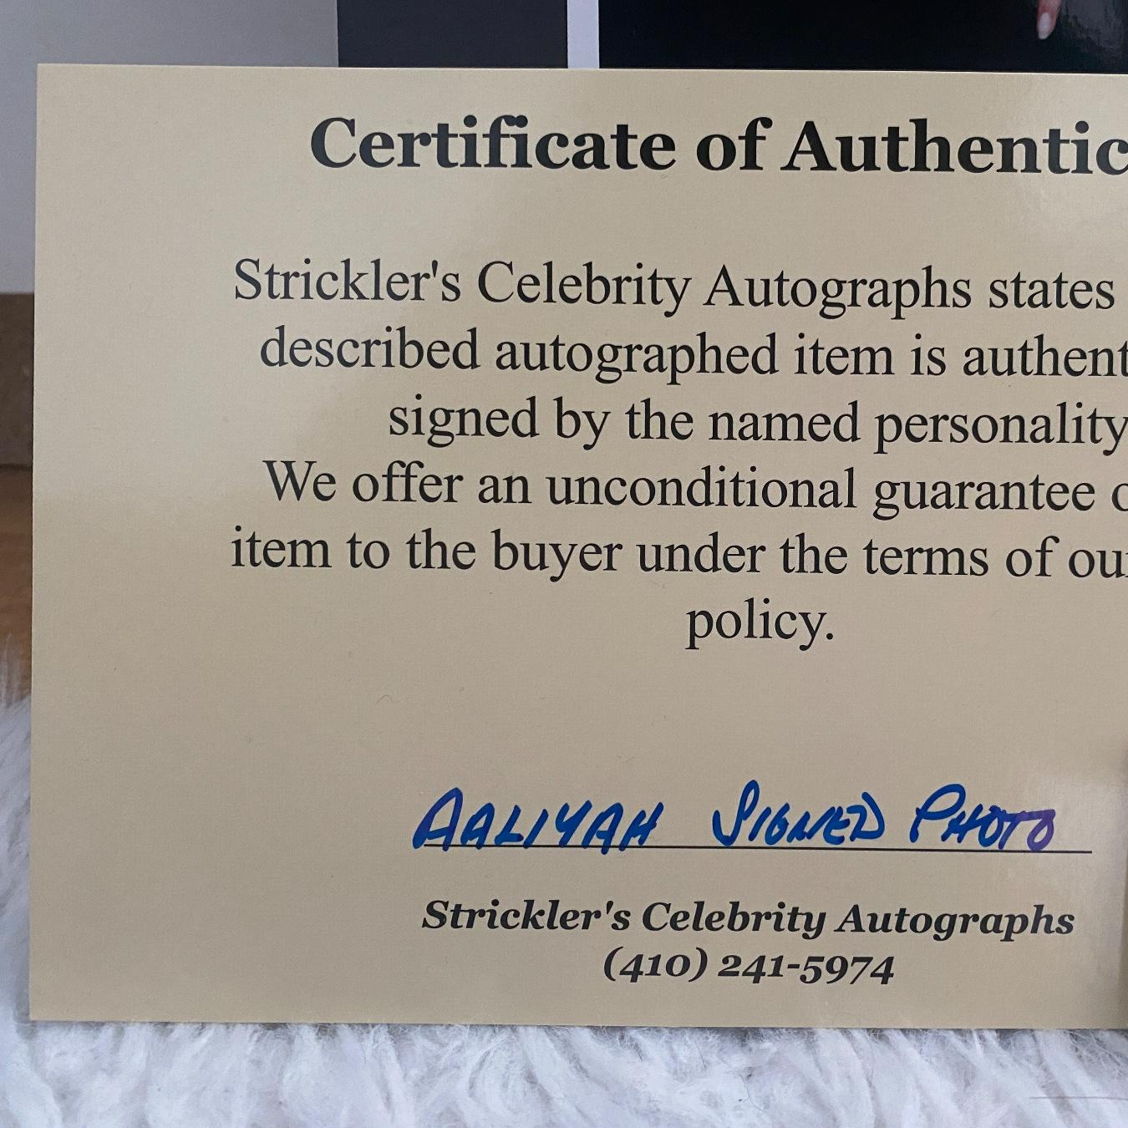 Certificate of Authentic
Strickler's Celebrity Autographs states
described autographed item is authent
signed by the named personality
We offer an unconditional guarantee
item to the buyer under the terms of ou
policy.
AALIYAH SIGNED PHOTO
Strickler's Celebrity Autographs
(410) 241-5974